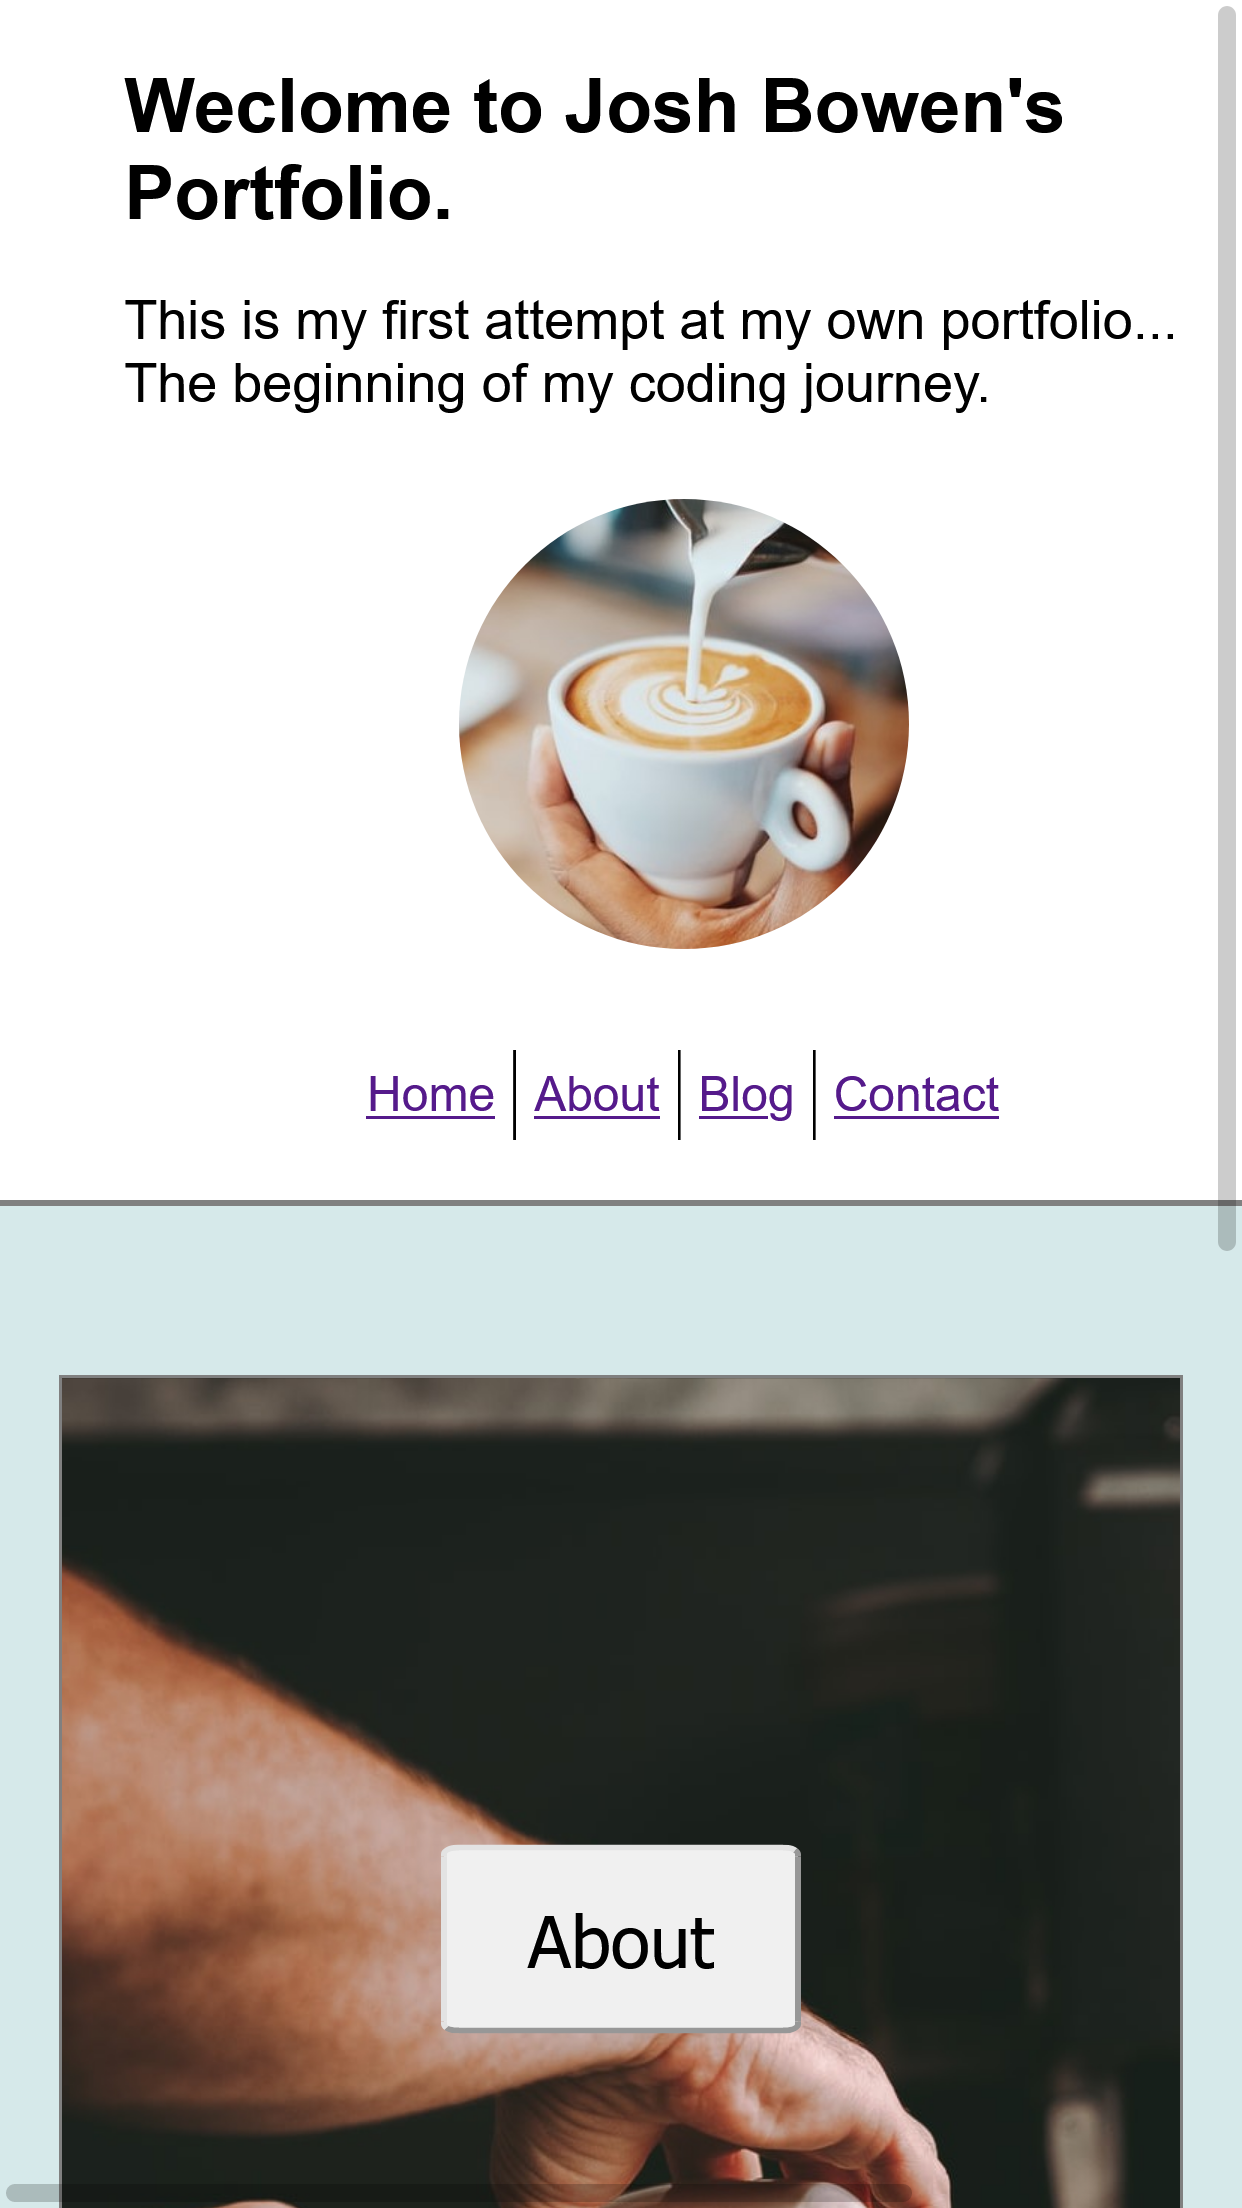 Weclome to Josh Bowen's
Portfolio.
This is my first attempt at my own portfolio...
The beginning of my coding journey.
Home About Blog Contact
About